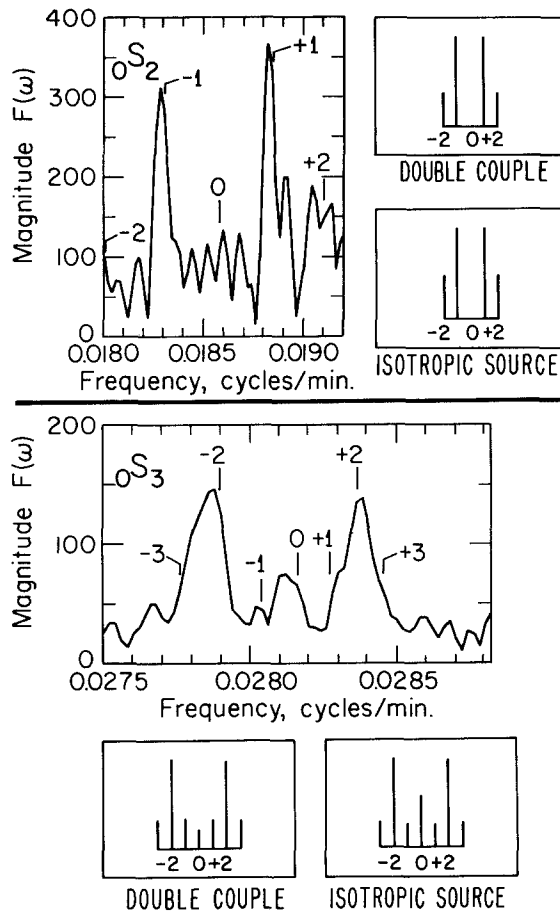 Magnitude F(ω)
400
300
200
100
0
₀S₂
-2
-1
0
+1
+2
0.0180 0.0185 0.0190
Frequency, cycles/min.
-2 0+2
DOUBLE COUPLE
-2 0+2
ISOTROPIC SOURCE
Magnitude F(ω)
200
100
0
₀S₃
-3
-2
-1
0
+1
+2
+3
0.0275 0.0280 0.0285
Frequency, cycles/min.
-2 0+2
DOUBLE COUPLE
-2 0+2
ISOTROPIC SOURCE